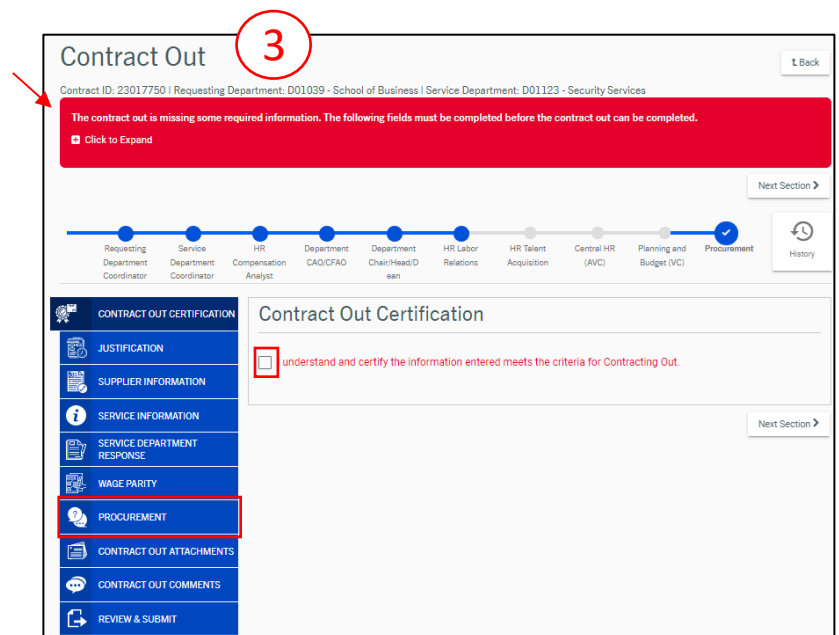 Contract Out
3
Back
Contract ID: 23017750 | Requesting Department: D01039 - School of Business | Service Department: D01123 - Security Services
The contract out is missing some required information. The following fields must be completed before the contract out can be completed.
Click to Expand
Next Section
Requesting Department Coordinator
Service Department Coordinator
HR Compensation Analyst
Department CAO/CFAO
Department Chair/Head/D ean
HR Labor Relations
HR Talent Acquisition
Central HR (AVC)
Planning and Budget (VC)
Procurement
History
CONTRACT OUT CERTIFICATION
JUSTIFICATION
SUPPLIER INFORMATION
SERVICE INFORMATION
SERVICE DEPARTMENT
RESPONSE
WAGE PARITY
PROCUREMENT
CONTRACT OUT ATTACHMENTS
CONTRACT OUT COMMENTS
REVIEW & SUBMIT
Contract Out Certification
understand and certify the information entered meets the criteria for Contracting Out.
Next Section